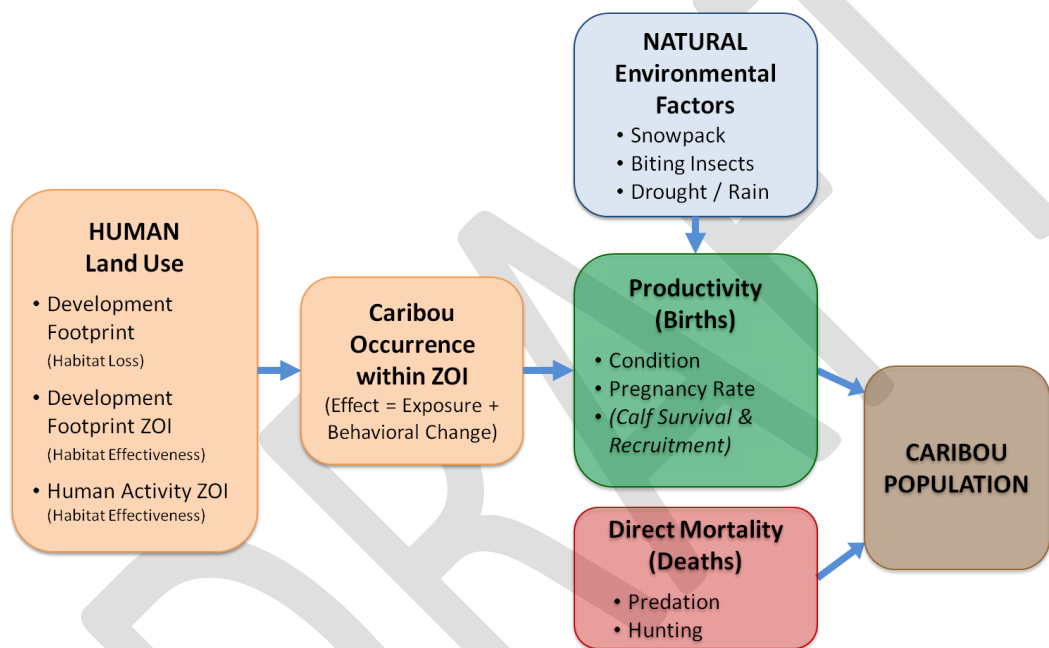 NATURAL
Environmental
Factors
• Snowpack
• Biting Insects
• Drought / Rain
HUMAN
Land Use
• Development
Footprint
(Habitat Loss)
• Development
Footprint ZOI
(Habitat Effectiveness)
• Human Activity ZOI
(Habitat Effectiveness)
Caribou
Occurrence
within ZOI
(Effect = Exposure +
Behavioral Change)
Productivity
(Births)
• Condition
• Pregnancy Rate
• (Calf Survival &
Recruitment)
Direct Mortality
(Deaths)
• Predation
• Hunting
CARIBOU
POPULATION
DRAFT